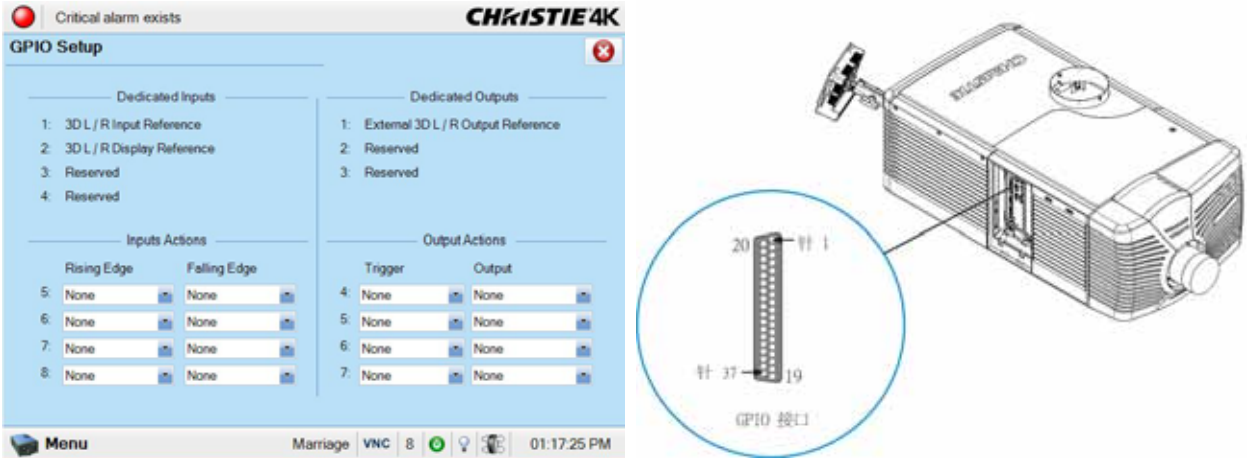 Critical alarm exists
CHRISTIE 4K
GPIO Setup
Dedicated Inputs
1: 3D L / R Input Reference
2: 3D L / R Display Reference
3: Reserved
4: Reserved
Dedicated Outputs
1: External 3D L / R Output Reference
2: Reserved
3: Reserved
Inputs Actions
Rising Edge Falling Edge
5: None None
6: None None
7: None None
8: None None
Output Actions
Trigger Output
4: None None
5: None None
6: None None
7: None None
Menu
Marriage VNC 8 01:17:25 PM
CHRISTIE
20 针 1
针 37 19
GPIO 接口